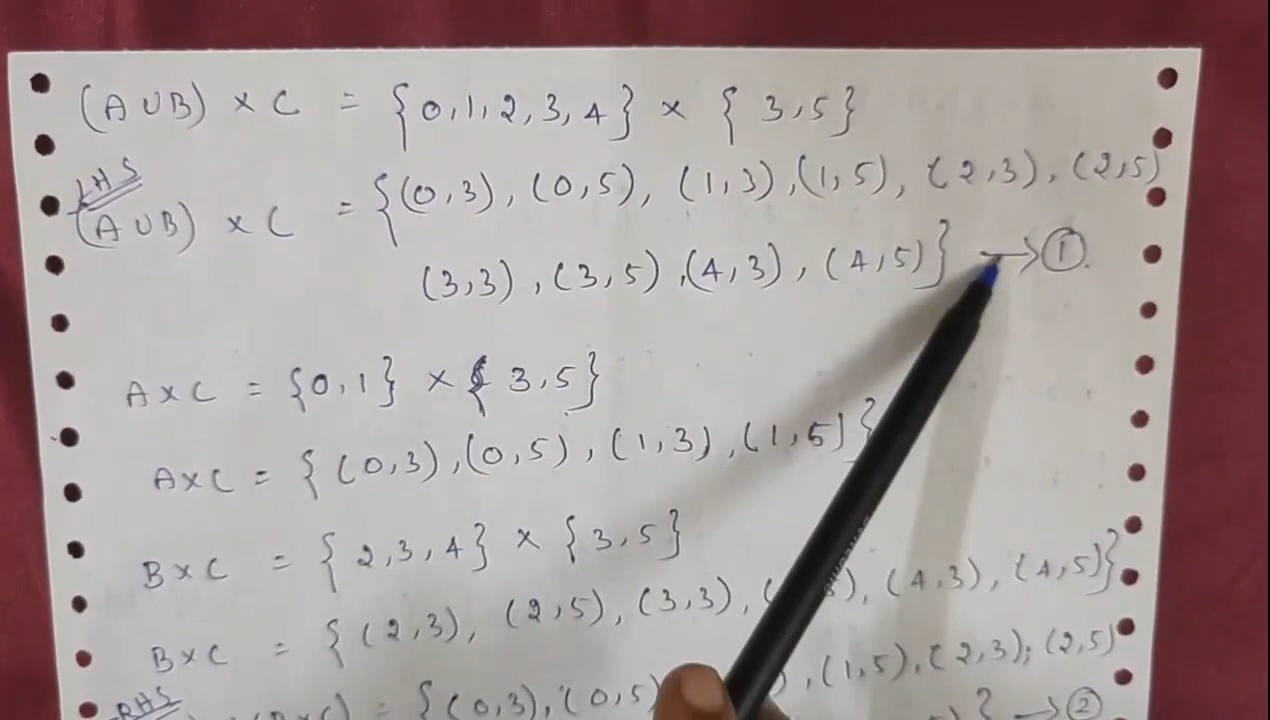 (A∪B) × C = {0,1,2,3,4} × {3,5}
LHS
(A∪B) × C = {(0,3), (0,5), (1,3), (1,5), (2,3), (2,5)
(3,3), (3,5), (4,3), (4,5)} → ①.
A×C = {0,1} × {3,5}
A×C = {(0,3), (0,5), (1,3), (1,5)}
B×C = {2,3,4} × {3,5}
B×C = {(2,3), (2,5), (3,3), ( ), (4,3), (4,5)}
RHS
(B×C) = {(0,3), (0,5) ), (1,5), (2,3); (2,5)
} → ②